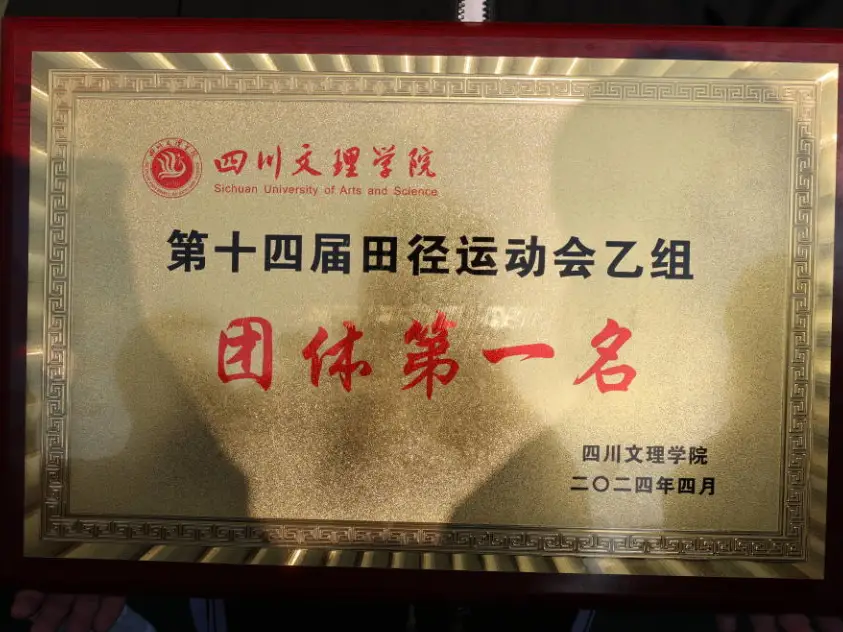 四川文理学院
Sichuan University of Arts and Science
第十四届田径运动会乙组
团体第一名
四川文理学院
二〇二四年四月